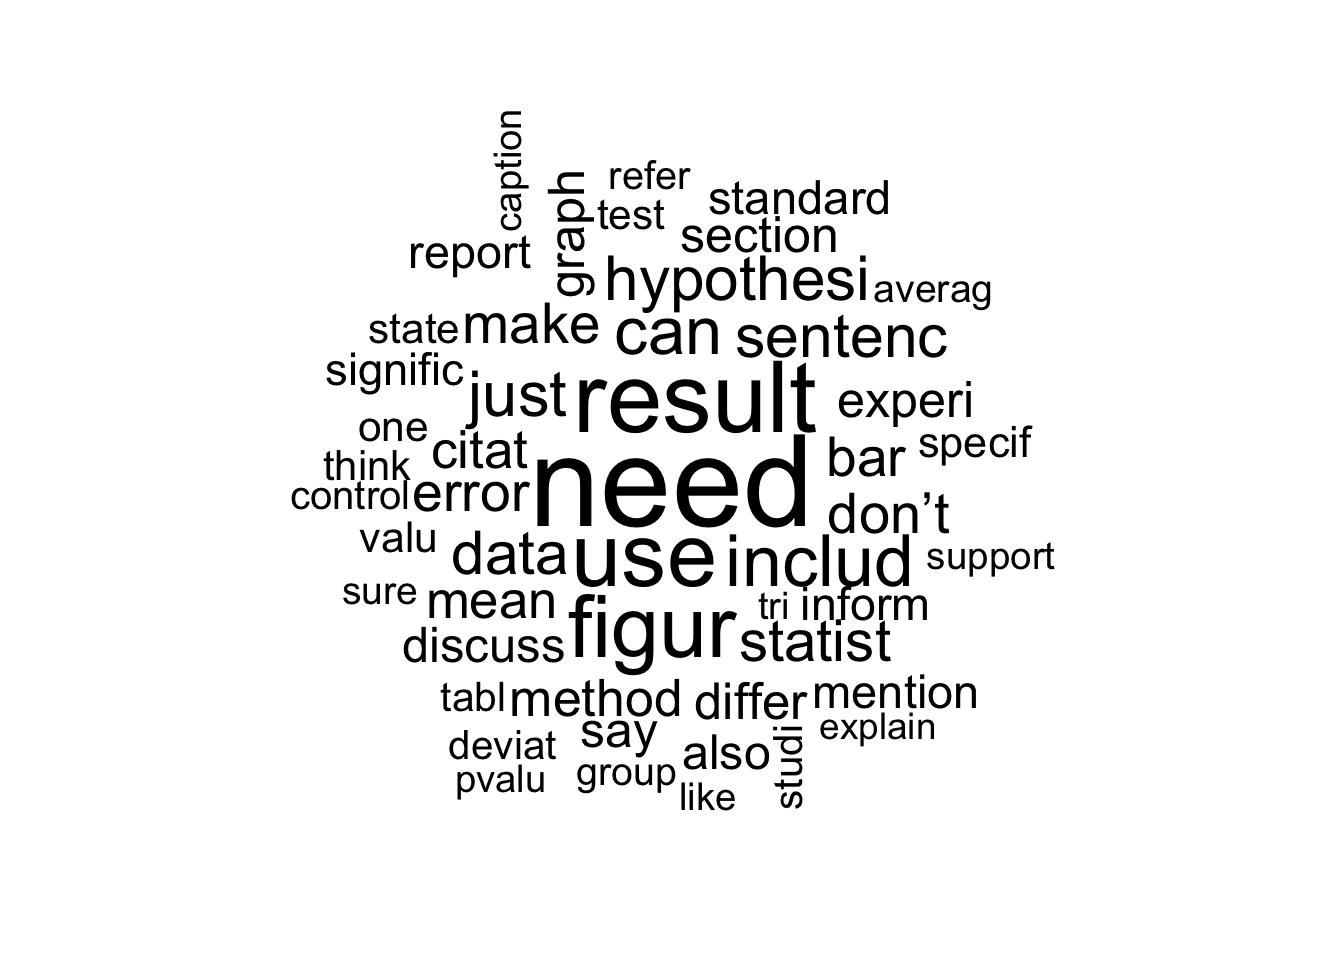 caption
refer
standard
graph
test
section
report
hypothesi
averag
state
make
can
sentenc
signific
just
result
experi
one
citat
bar
specif
think
need
control
error
don’t
valu
data
use
includ
support
sure
mean
tri
inform
discuss
figur
statist
tabl
method
differ
mention
deviat
say
also
explain
pvalu
group
studi
like